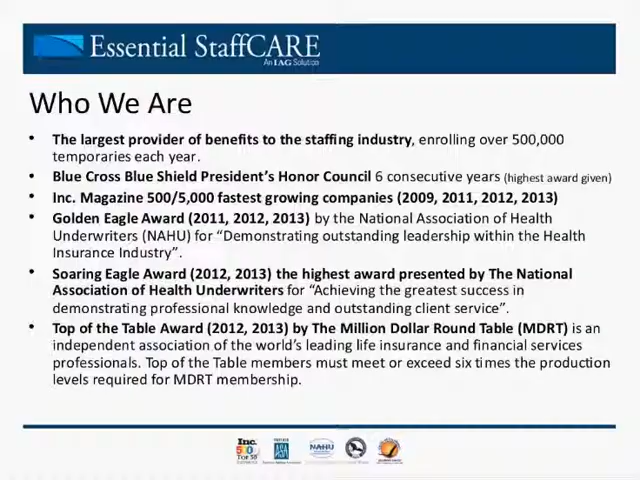 Essential StaffCARE
An IAG Solution
Who We Are
• The largest provider of benefits to the staffing industry, enrolling over 500,000
temporaries each year.
• Blue Cross Blue Shield President's Honor Council 6 consecutive years (highest award given)
• Inc. Magazine 500/5,000 fastest growing companies (2009, 2011, 2012, 2013)
• Golden Eagle Award (2011, 2012, 2013) by the National Association of Health
Underwriters (NAHU) for “Demonstrating outstanding leadership within the Health
Insurance Industry”.
• Soaring Eagle Award (2012, 2013) the highest award presented by The National
Association of Health Underwriters for “Achieving the greatest success in
demonstrating professional knowledge and outstanding client service”.
• Top of the Table Award (2012, 2013) by The Million Dollar Round Table (MDRT) is an
independent association of the world's leading life insurance and financial services
professionals. Top of the Table members must meet or exceed six times the production
levels required for MDRT membership.
Inc.
ASA
NAHU